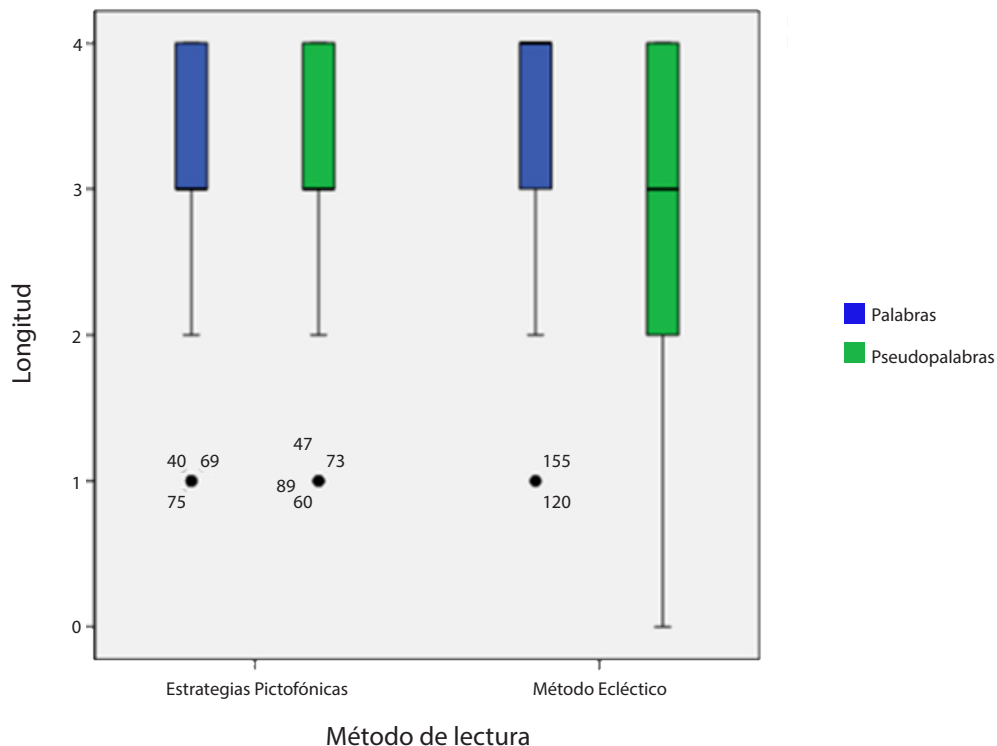 4
3
2
1
0
Longitud
40 69
75
47
73
89
60
155
120
Estrategias Pictofónicas
Método Ecléctico
Método de lectura
Palabras
Pseudopalabras